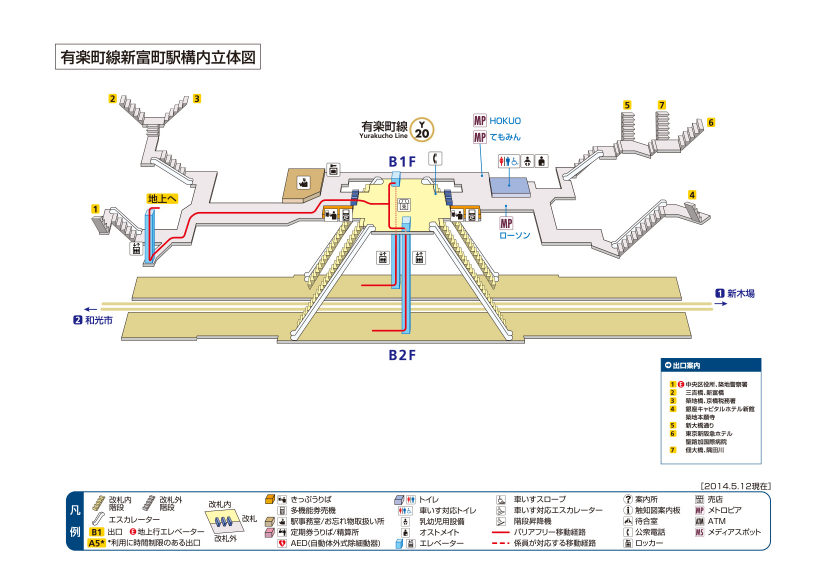 有楽町線新富町駅構内立体図
2
3
5
7
6
有楽町線
Yurakucho Line
Y
20
MP HOKUO
MP てもみん
B1F
地上へ
1
4
MP
ローソン
1 新木場
2 和光市
B2F
出口案内
1 E 中央区役所、築地警察署
2 三吉橋、新富橋
3 築地橋、京橋税務署
4 銀座キャピタルホテル新館
築地本願寺
5 新大橋通り
6 東京新阪急ホテル
聖路加国際病院
7 佃大橋、隅田川
[2014.5.12現在]
凡例
改札内階段
改札外階段
エスカレーター
B1 出口 E 地上行エレベーター
A5* *利用に時間制限のある出口
改札内
改札
改札外
きっぷうりば
多機能券売機
駅事務室/お忘れ物取扱い所
定期券うりば/精算所
AED(自動体外式除細動器)
トイレ
車いす対応トイレ
乳幼児用設備
オストメイト
エレベーター
車いすスロープ
車いす対応エスカレーター
階段昇降機
バリアフリー移動経路
係員が対応する移動経路
? 案内所
i 触知図案内板
待合室
公衆電話
ロッカー
売店
MP メトロピア
ATM ATM
MS メディアスポット